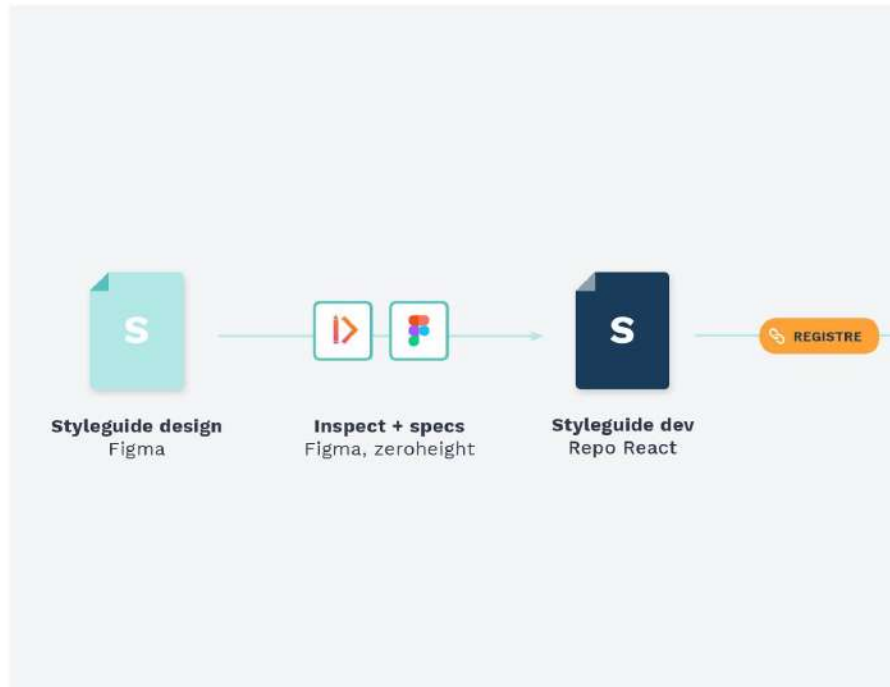 S
S
REGISTRE
Styleguide design
Figma
Inspect + specs
Figma, zeroheight
Styleguide dev
Repo React